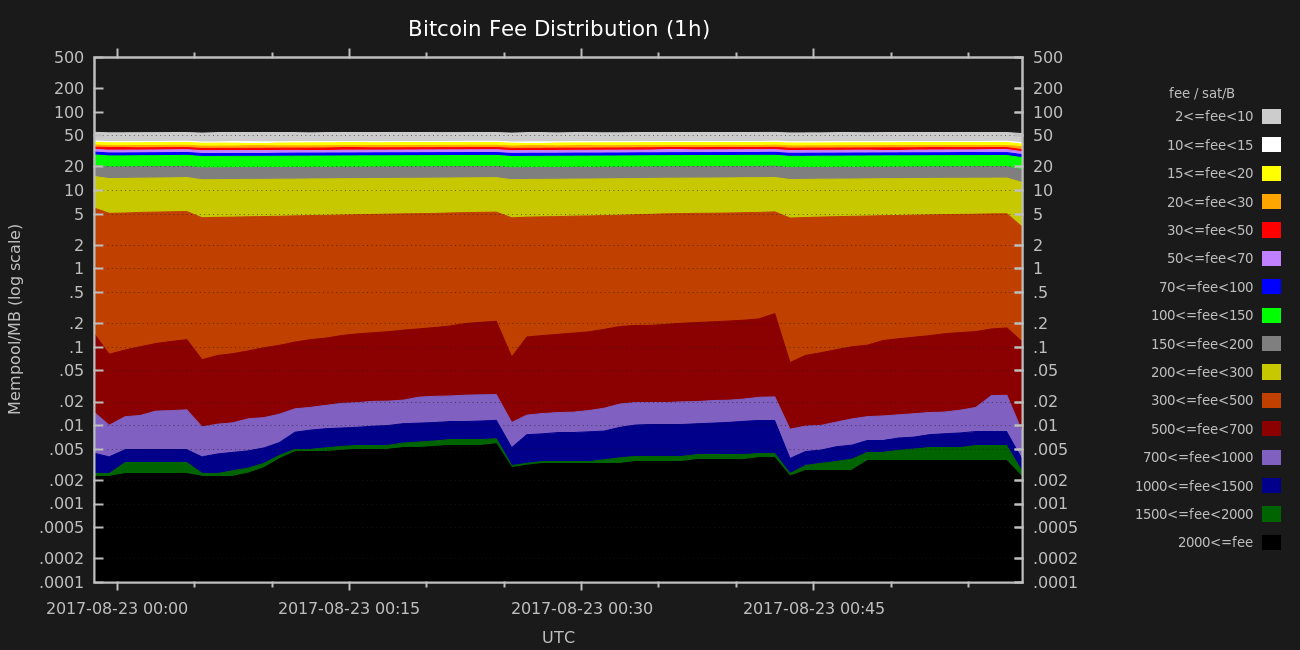 Bitcoin Fee Distribution (1h)
500
200
100
50
20
10
5
2
1
.5
.2
.1
.05
.02
.01
.005
.002
.001
.0005
.0002
.0001
Mempool/MB (log scale)
500
200
100
50
20
10
5
2
1
.5
.2
.1
.05
.02
.01
.005
.002
.001
.0005
.0002
.0001
2017-08-23 00:00
2017-08-23 00:15
2017-08-23 00:30
2017-08-23 00:45
UTC
fee / sat/B
2<=fee<10
10<=fee<15
15<=fee<20
20<=fee<30
30<=fee<50
50<=fee<70
70<=fee<100
100<=fee<150
150<=fee<200
200<=fee<300
300<=fee<500
500<=fee<700
700<=fee<1000
1000<=fee<1500
1500<=fee<2000
2000<=fee